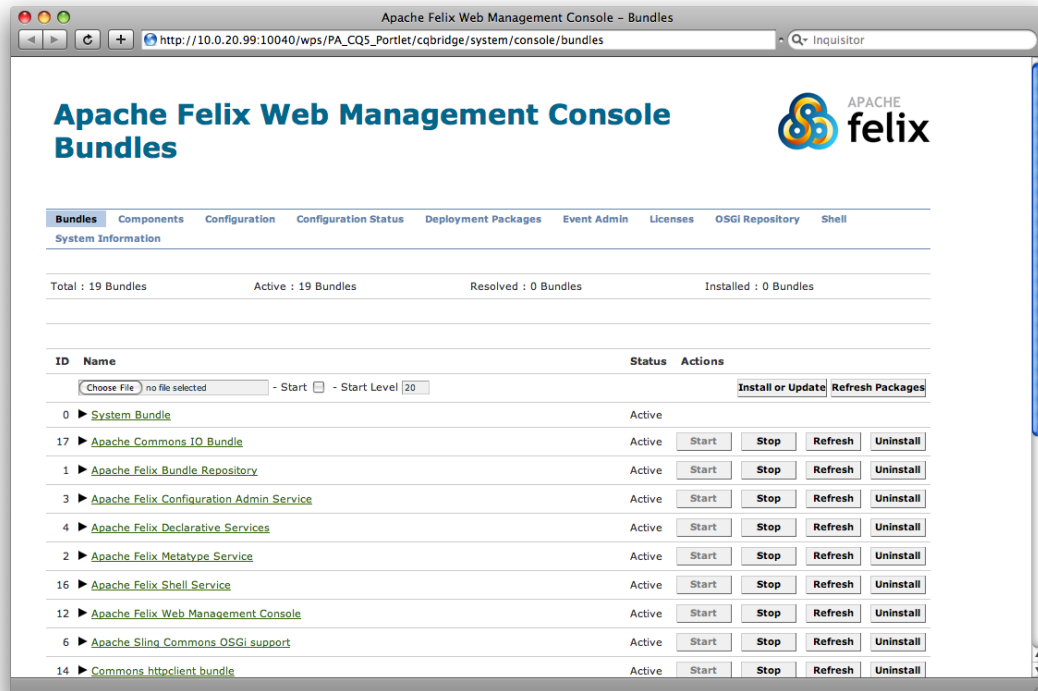 Apache Felix Web Management Console – Bundles
http://10.0.20.99:10040/wps/PA_CQ5_Portlet/cqbridge/system/console/bundles
Inquisitor
Apache Felix Web Management Console
Bundles
APACHE
felix
Bundles Components Configuration Configuration Status Deployment Packages Event Admin Licenses OSGi Repository Shell
System Information
Total : 19 Bundles Active : 19 Bundles Resolved : 0 Bundles Installed : 0 Bundles
ID Name Status Actions
Choose File no file selected - Start - Start Level 20 Install or Update Refresh Packages
0 System Bundle Active
17 Apache Commons IO Bundle Active Start Stop Refresh Uninstall
1 Apache Felix Bundle Repository Active Start Stop Refresh Uninstall
3 Apache Felix Configuration Admin Service Active Start Stop Refresh Uninstall
4 Apache Felix Declarative Services Active Start Stop Refresh Uninstall
2 Apache Felix Metatype Service Active Start Stop Refresh Uninstall
16 Apache Felix Shell Service Active Start Stop Refresh Uninstall
12 Apache Felix Web Management Console Active Start Stop Refresh Uninstall
6 Apache Sling Commons OSGi support Active Start Stop Refresh Uninstall
14 Commons httpclient bundle Active Start Stop Refresh Uninstall